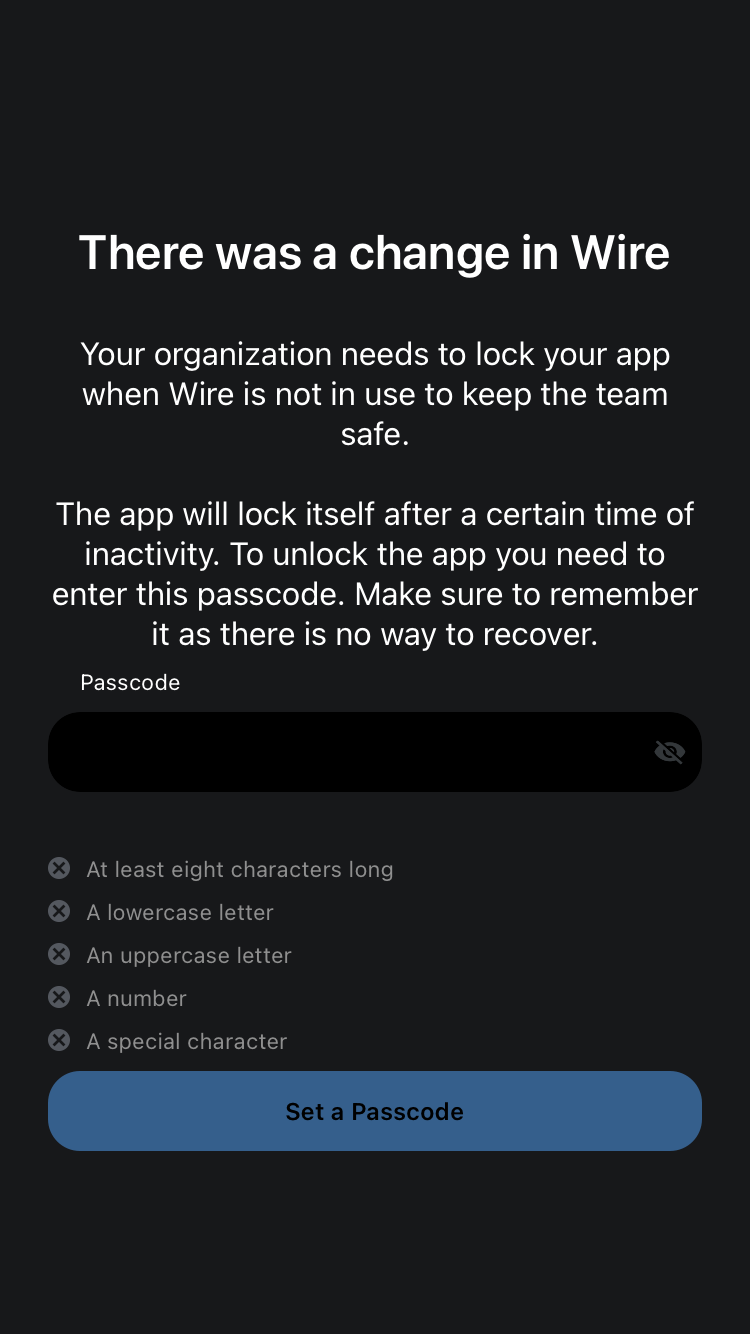 There was a change in Wire
Your organization needs to lock your app
when Wire is not in use to keep the team
safe.
The app will lock itself after a certain time of
inactivity. To unlock the app you need to
enter this passcode. Make sure to remember
it as there is no way to recover.
Passcode
At least eight characters long
A lowercase letter
An uppercase letter
A number
A special character
Set a Passcode